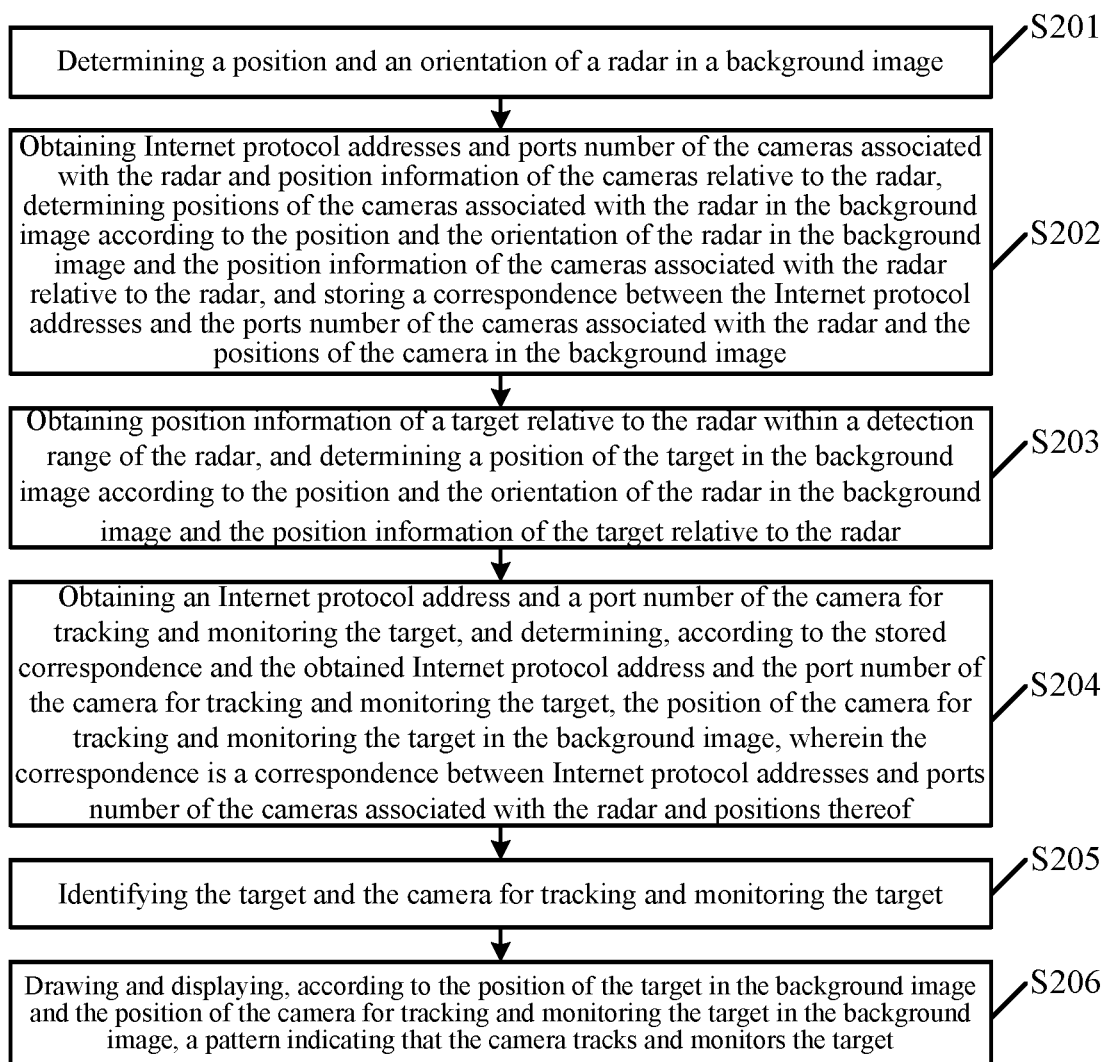 S201
Determining a position and an orientation of a radar in a background image
Obtaining Internet protocol addresses and ports number of the cameras associated
with the radar and position information of the cameras relative to the radar,
determining positions of the cameras associated with the radar in the background
image according to the position and the orientation of the radar in the background
image and the position information of the cameras associated with the radar
relative to the radar, and storing a correspondence between the Internet protocol
addresses and the ports number of the cameras associated with the radar and the
positions of the camera in the background image
S202
Obtaining position information of a target relative to the radar within a detection
range of the radar, and determining a position of the target in the background
image according to the position and the orientation of the radar in the background
image and the position information of the target relative to the radar
S203
Obtaining an Internet protocol address and a port number of the camera for
tracking and monitoring the target, and determining, according to the stored
correspondence and the obtained Internet protocol address and the port number of
the camera for tracking and monitoring the target, the position of the camera for
tracking and monitoring the target in the background image, wherein the
correspondence is a correspondence between Internet protocol addresses and ports
number of the cameras associated with the radar and positions thereof
S204
Identifying the target and the camera for tracking and monitoring the target
S205
Drawing and displaying, according to the position of the target in the background image
and the position of the camera for tracking and monitoring the target in the background
image, a pattern indicating that the camera tracks and monitors the target
S206